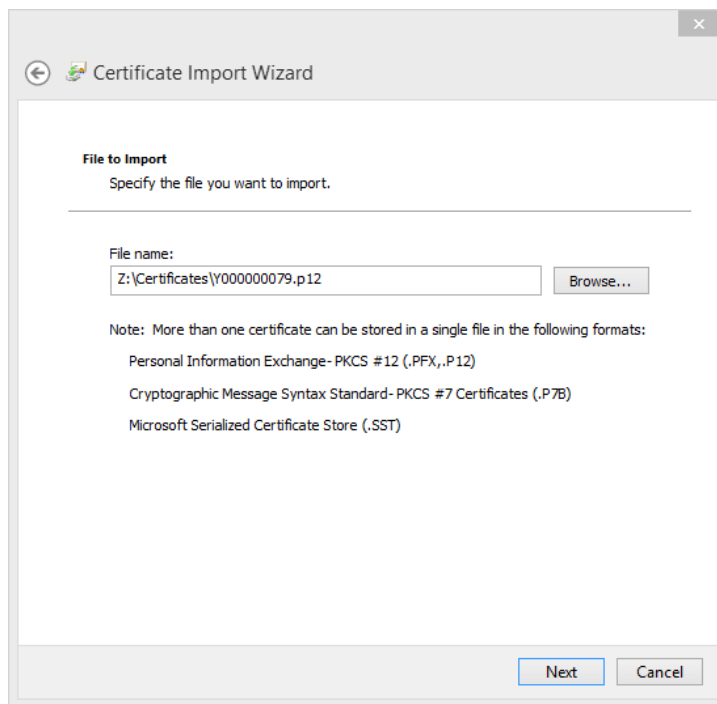 Certificate Import Wizard
File to Import
Specify the file you want to import.
File name:
Z:\Certificates\Y000000079.p12
Browse...
Note:  More than one certificate can be stored in a single file in the following formats:
Personal Information Exchange- PKCS #12 (.PFX,.P12)
Cryptographic Message Syntax Standard- PKCS #7 Certificates (.P7B)
Microsoft Serialized Certificate Store (.SST)
Next
Cancel